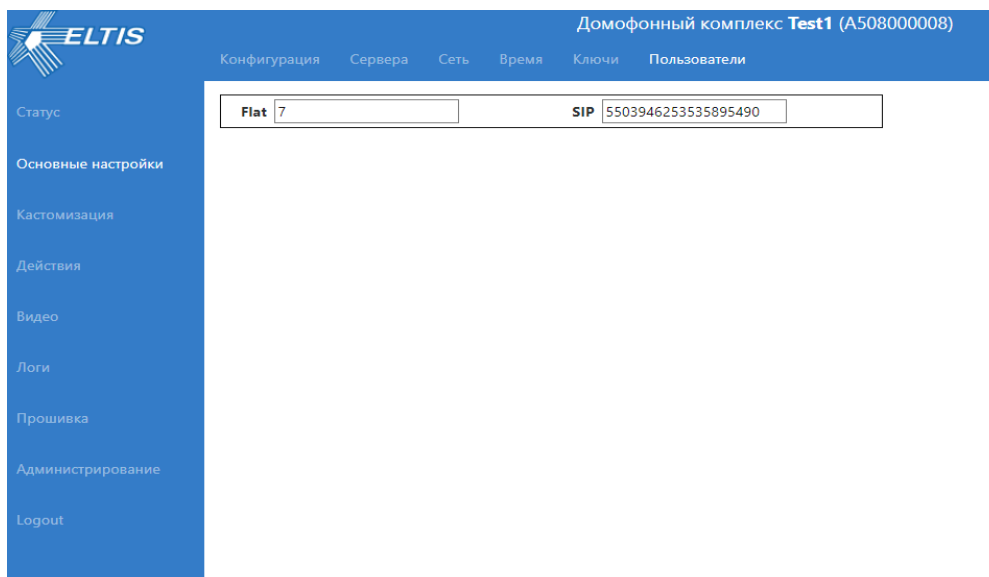 ELTIS
Домофонный комплекс Test1 (A508000008)
Конфигурация Сервера Сеть Время Ключи Пользователи
Статус
Flat 7 SIP 5503946253535895490
Основные настройки
Кастомизация
Действия
Видео
Логи
Прошивка
Администрирование
Logout